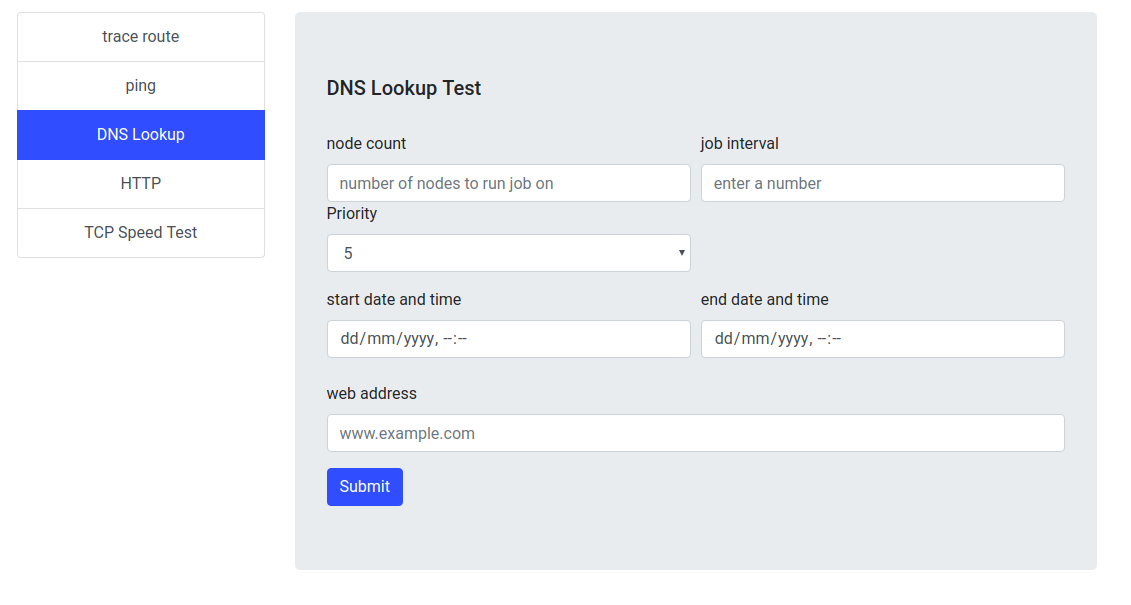 trace route
ping
DNS Lookup
HTTP
TCP Speed Test
DNS Lookup Test
node count
job interval
number of nodes to run job on
enter a number
Priority
5
start date and time
end date and time
dd/mm/yyyy, --:--
dd/mm/yyyy, --:--
web address
www.example.com
Submit